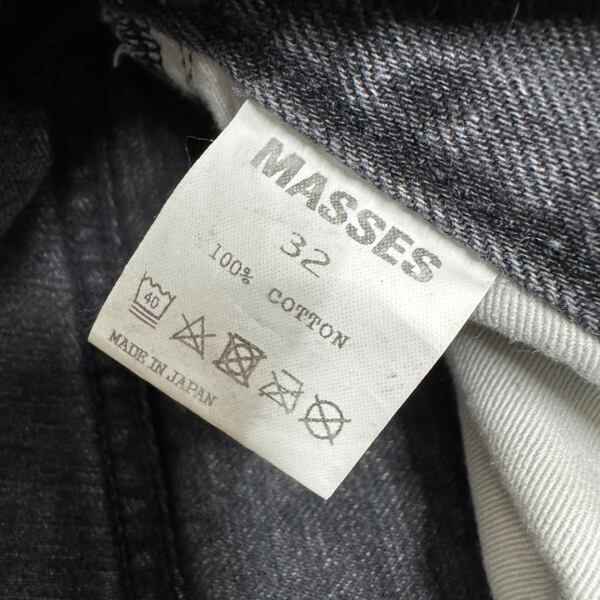 MASSES
32
100% COTTON
40
MADE IN JAPAN